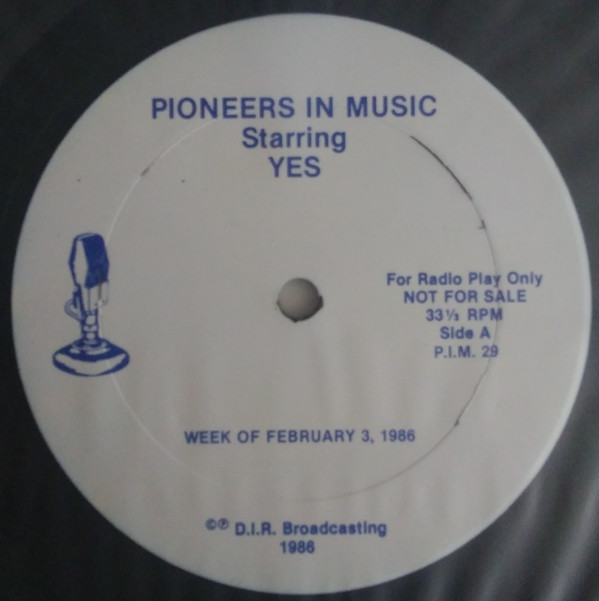 PIONEERS IN MUSIC
Starring
YES
For Radio Play Only
NOT FOR SALE
33⅓ RPM
Side A
P.I.M. 29
WEEK OF FEBRUARY 3, 1986
©℗ D.I.R. Broadcasting
1986